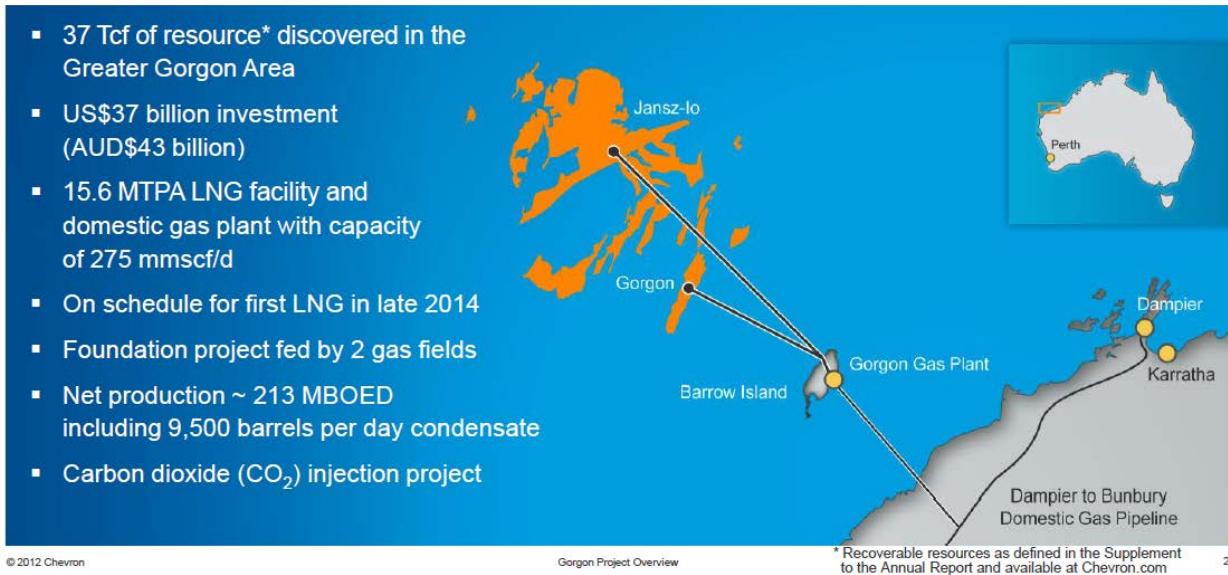 ▪ 37 Tcf of resource* discovered in the
Greater Gorgon Area
▪ US$37 billion investment
(AUD$43 billion)
▪ 15.6 MTPA LNG facility and
domestic gas plant with capacity
of 275 mmscf/d
▪ On schedule for first LNG in late 2014
▪ Foundation project fed by 2 gas fields
▪ Net production ~ 213 MBOED
including 9,500 barrels per day condensate
▪ Carbon dioxide (CO₂) injection project
Jansz-Io
Perth
Gorgon
Dampier
Gorgon Gas Plant
Karratha
Barrow Island
Dampier to Bunbury
Domestic Gas Pipeline
© 2012 Chevron
Gorgon Project Overview
* Recoverable resources as defined in the Supplement
to the Annual Report and available at Chevron.com
2